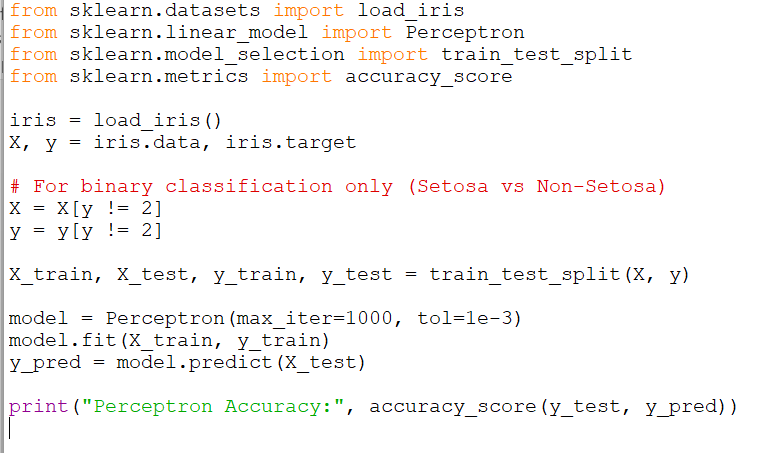 from sklearn.datasets import load_iris
from sklearn.linear_model import Perceptron
from sklearn.model_selection import train_test_split
from sklearn.metrics import accuracy_score
iris = load_iris()
X, y = iris.data, iris.target
# For binary classification only (Setosa vs Non-Setosa)
X = X[y != 2]
y = y[y != 2]
X_train, X_test, y_train, y_test = train_test_split(X, y)
model = Perceptron(max_iter=1000, tol=1e-3)
model.fit(X_train, y_train)
y_pred = model.predict(X_test)
print("Perceptron Accuracy:", accuracy_score(y_test, y_pred))